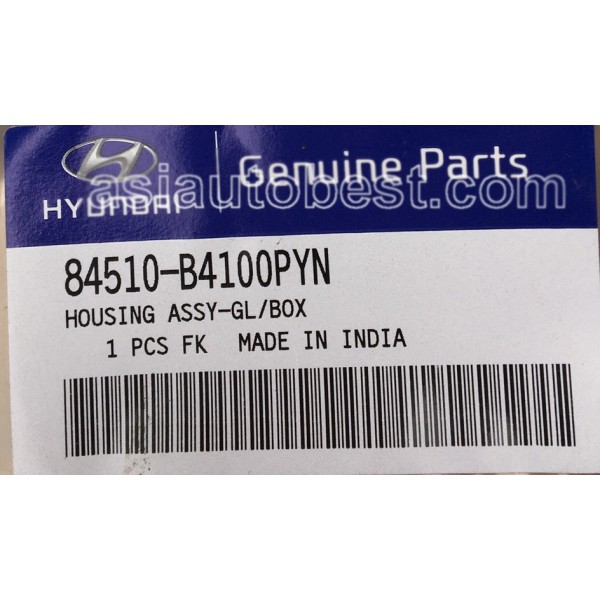 Genuine Parts
asiautobest.com
HYUNDAI
84510-B4100PYN
HOUSING ASSY-GL/BOX
1 PCS FK MADE IN INDIA